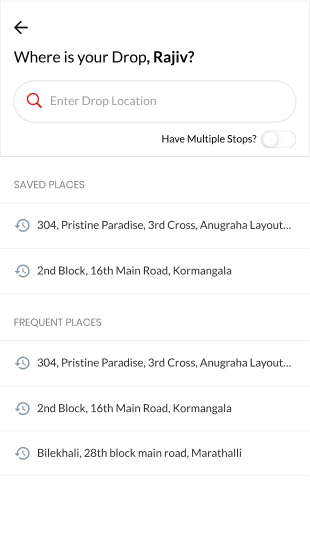 Where is your Drop, Rajiv?
Enter Drop Location
Have Multiple Stops?
SAVED PLACES
304, Pristine Paradise, 3rd Cross, Anugraha Layout...
2nd Block, 16th Main Road, Kormangala
FREQUENT PLACES
304, Pristine Paradise, 3rd Cross, Anugraha Layout...
2nd Block, 16th Main Road, Kormangala
Bilekhali, 28th block main road, Marathalli